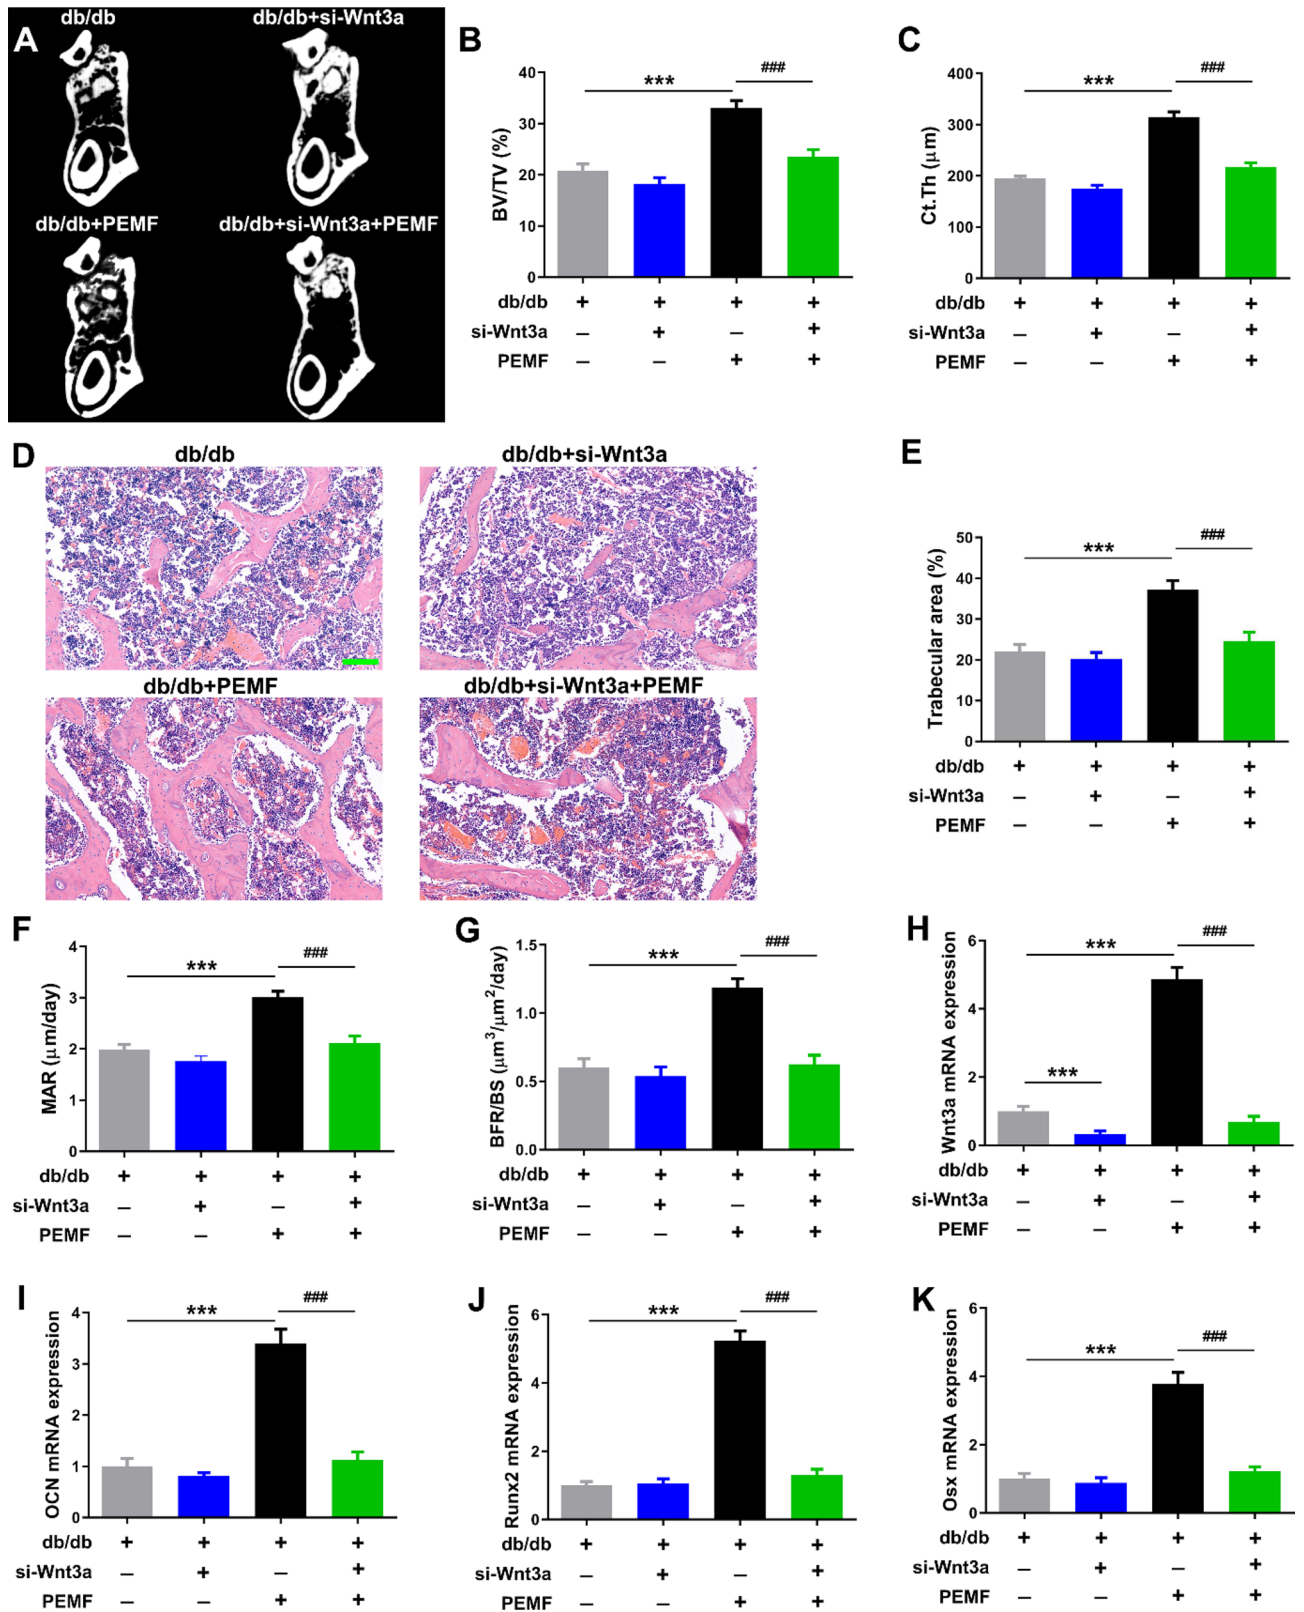 A
db/db
db/db+si-Wnt3a
db/db+PEMF
db/db+si-Wnt3a+PEMF
B
BV/TV (%)
40
30
20
10
0
***
###
db/db + + + +
si-Wnt3a – + – +
PEMF – – + +
C
Ct.Th (μm)
400
300
200
100
0
***
###
db/db + + + +
si-Wnt3a – + – +
PEMF – – + +
D
db/db
db/db+si-Wnt3a
db/db+PEMF
db/db+si-Wnt3a+PEMF
E
Trabecular area (%)
50
40
30
20
10
0
***
###
db/db + + + +
si-Wnt3a – + – +
PEMF – – + +
F
MAR (μm/day)
4
3
2
1
0
***
###
db/db + + + +
si-Wnt3a – + – +
PEMF – – + +
G
BFR/BS (μm³/μm²/day)
1.5
1.0
0.5
0.0
***
###
db/db + + + +
si-Wnt3a – + – +
PEMF – – + +
H
Wnt3a mRNA expression
6
4
2
0
***
###
***
db/db + + + +
si-Wnt3a – + – +
PEMF – – + +
I
OCN mRNA expression
4
3
2
1
0
***
###
db/db + + + +
si-Wnt3a – + – +
PEMF – – + +
J
Runx2 mRNA expression
6
4
2
0
***
###
db/db + + + +
si-Wnt3a – + – +
PEMF – – + +
K
Osx mRNA expression
6
4
2
0
***
###
db/db + + + +
si-Wnt3a – + – +
PEMF – – + +